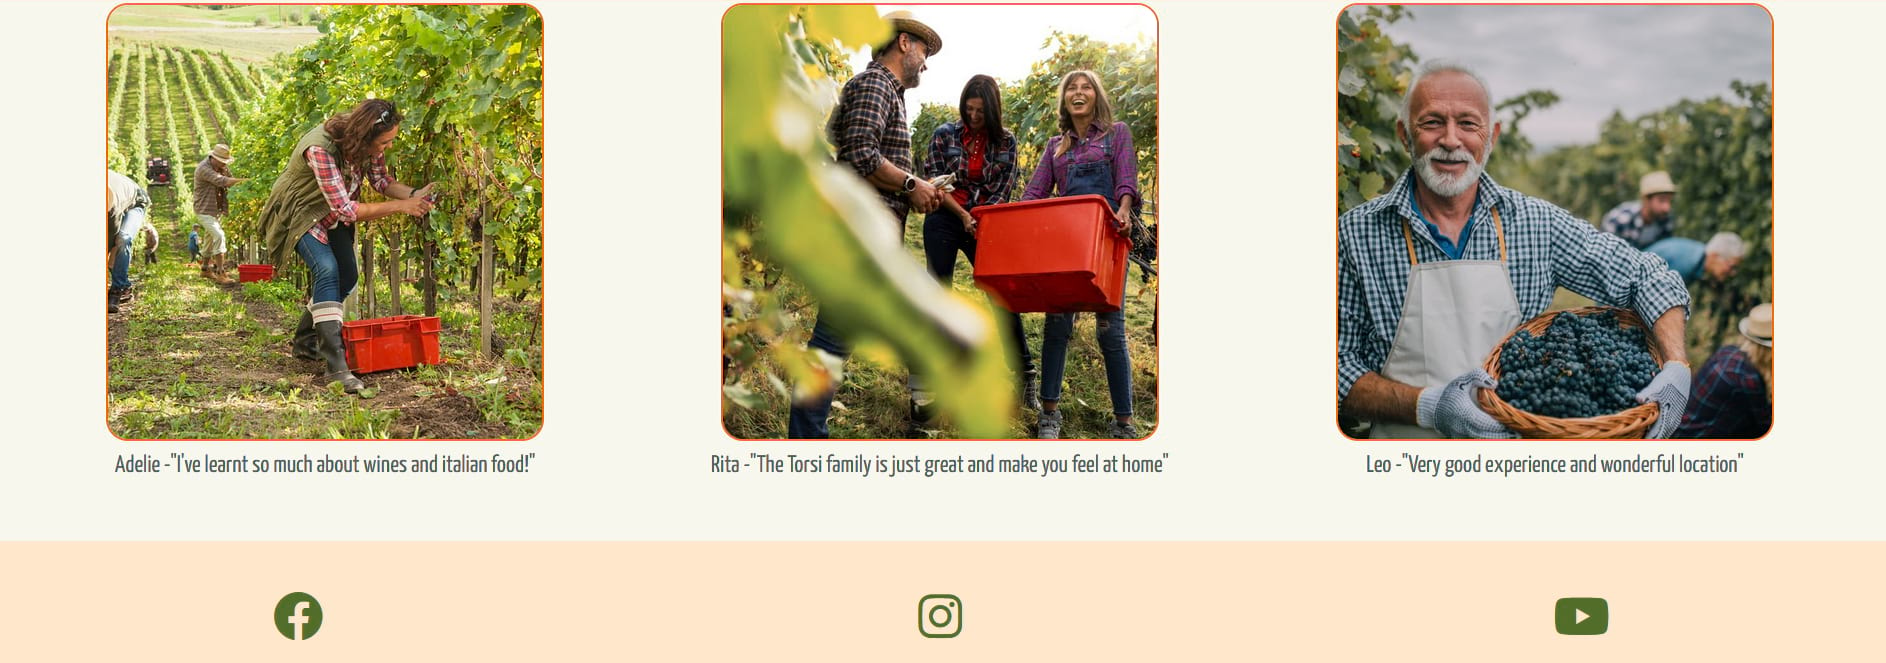 Adelie -"I've learnt so much about wines and italian food!"
Rita -"The Torsi family is just great and make you feel at home"
Leo -"Very good experience and wonderful location"